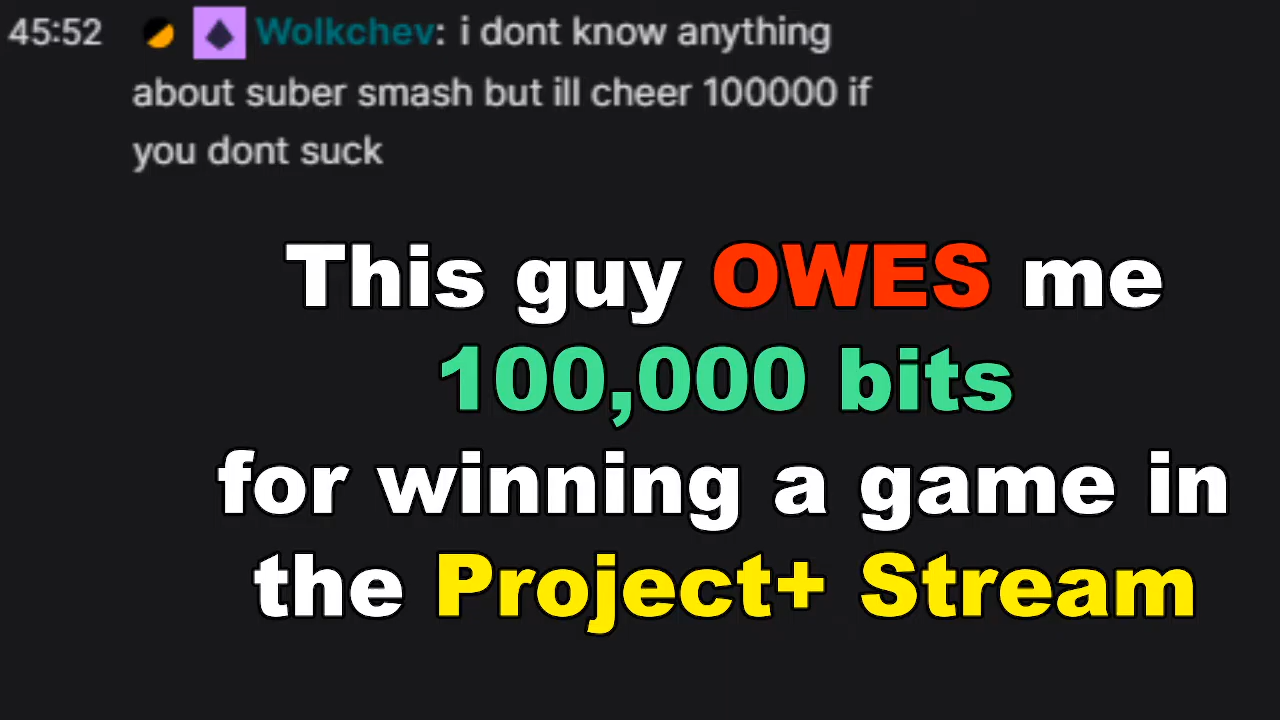 45:52 Wolkchev: i dont know anything
about suber smash but ill cheer 100000 if
you dont suck
This guy OWES me
100,000 bits
for winning a game in
the Project+ Stream